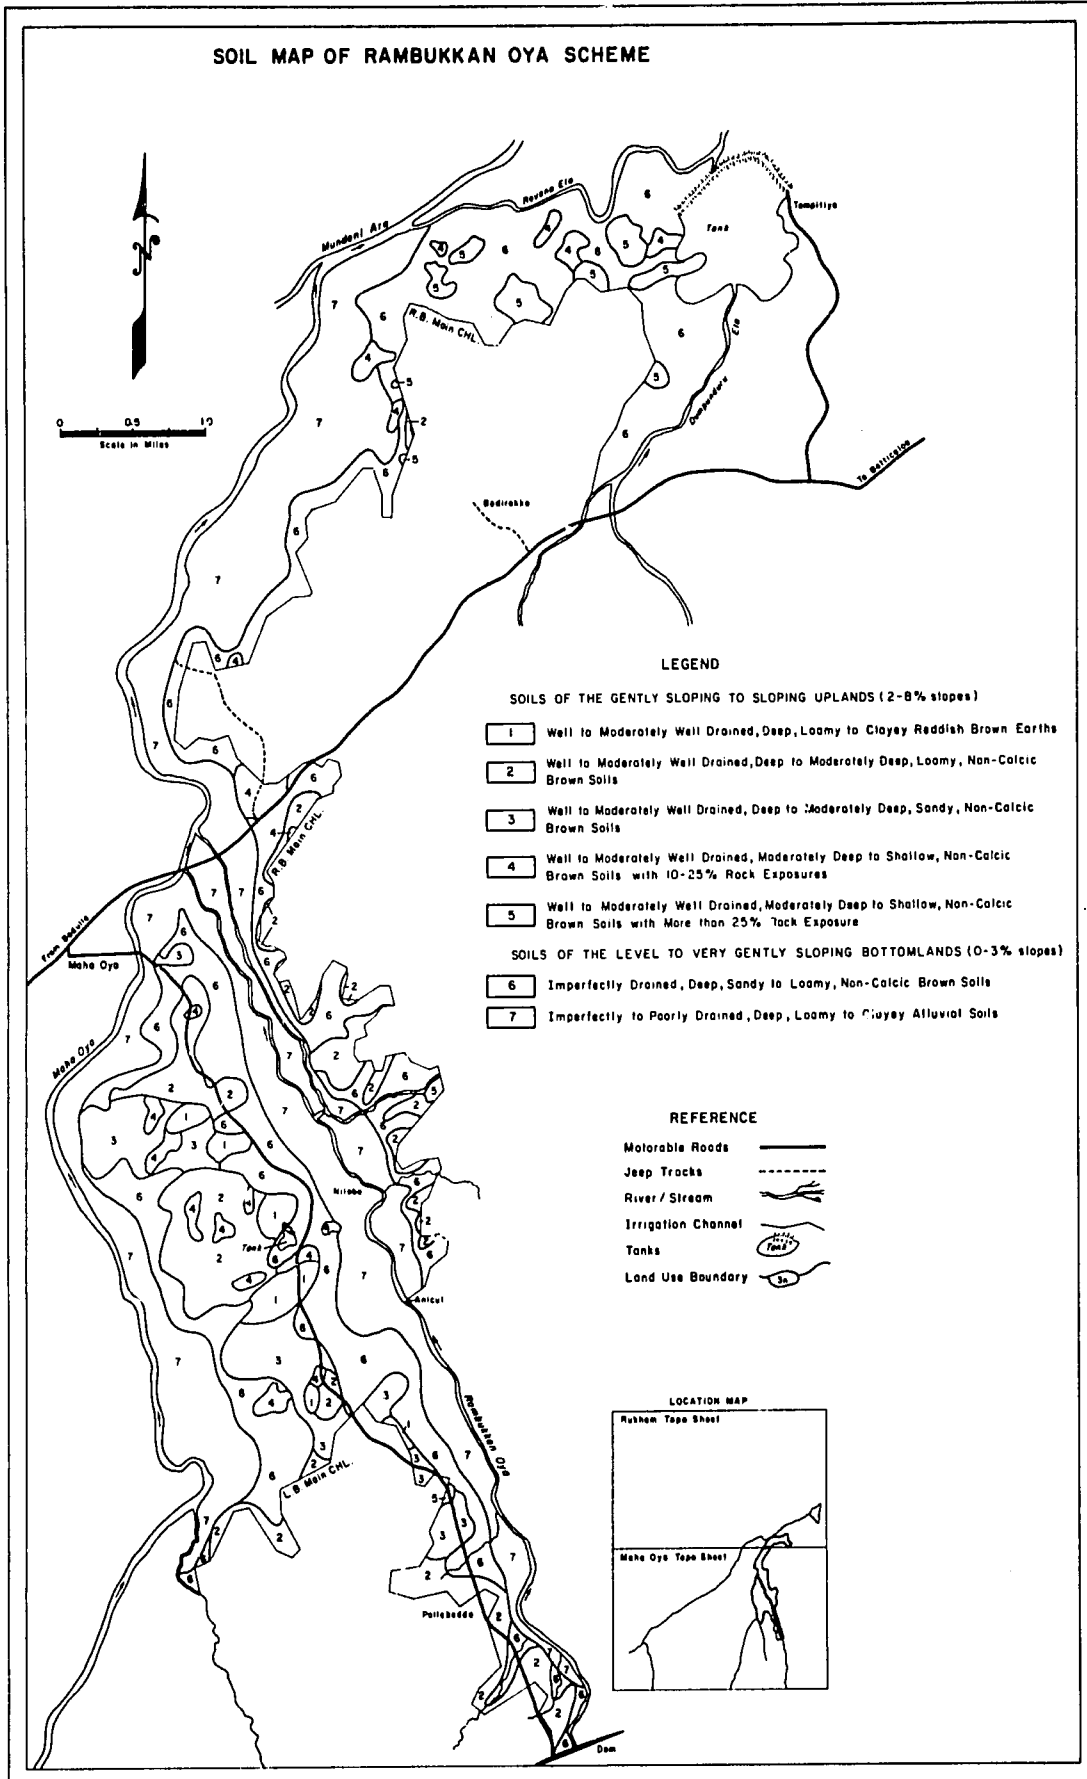 SOIL MAP OF RAMBUKKAN OYA SCHEME
Mundeni Ara
Ravana Ela
Tank
Tampitiya
R.B. Main CHL.
Ela
Dumpandura
0 0.5 1.0
Scale in Miles
To Batticaloa
Badirakka
LEGEND
SOILS OF THE GENTLY SLOPING TO SLOPING UPLANDS (2-8% slopes)
1 Well to Moderately Well Drained, Deep, Loamy to Clayey Reddish Brown Earths
2 Well to Moderately Well Drained, Deep to Moderately Deep, Loamy, Non-Calcic
Brown Soils
3 Well to Moderately Well Drained, Deep to Moderately Deep, Sandy, Non-Calcic
Brown Soils
4 Well to Moderately Well Drained, Moderately Deep to Shallow, Non-Calcic
Brown Soils with 10-25% Rock Exposures
5 Well to Moderately Well Drained, Moderately Deep to Shallow, Non-Calcic
Brown Soils with More than 25% Rock Exposure
SOILS OF THE LEVEL TO VERY GENTLY SLOPING BOTTOMLANDS (0-3% slopes)
6 Imperfectly Drained, Deep, Sandy to Loamy, Non-Calcic Brown Soils
7 Imperfectly to Poorly Drained, Deep, Loamy to Clayey Alluvial Soils
R.B. Main CHL.
From Badulla
Maha Oya
Maha Oya
Nilobe
Tank
Anicut
Rambukkan Oya
L.B. Main CHL.
Pallebedda
Dam
REFERENCE
Motorable Roads
Jeep Tracks
River / Stream
Irrigation Channel
Tanks Tank
Land Use Boundary 3n
LOCATION MAP
Rukham Topo Sheet
Maha Oya Topo Sheet